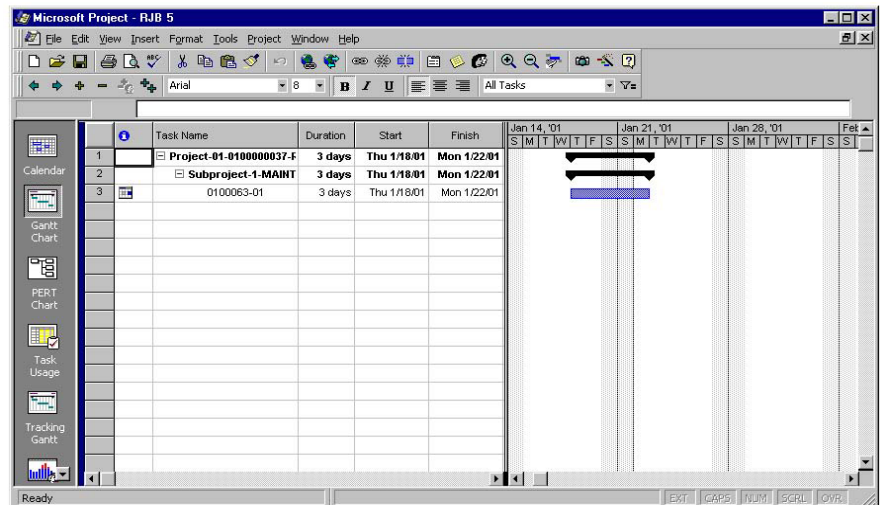 Microsoft Project - RJB 5
File Edit View Insert Format Tools Project Window Help
Arial 8 B I U All Tasks
Task Name Duration Start Finish
Jan 14, '01 Jan 21, '01 Jan 28, '01 Fel
S M T W T F S S M T W T F S S M T W T F S S
1 Project-01-0100000037-F 3 days Thu 1/18/01 Mon 1/22/01
2 Subproject-1-MAINT 3 days Thu 1/18/01 Mon 1/22/01
3 0100063-01 3 days Thu 1/18/01 Mon 1/22/01
Calendar
Gantt
Chart
PERT
Chart
Task
Usage
Tracking
Gantt
Ready EXT CAPS NUM SCRL OVR